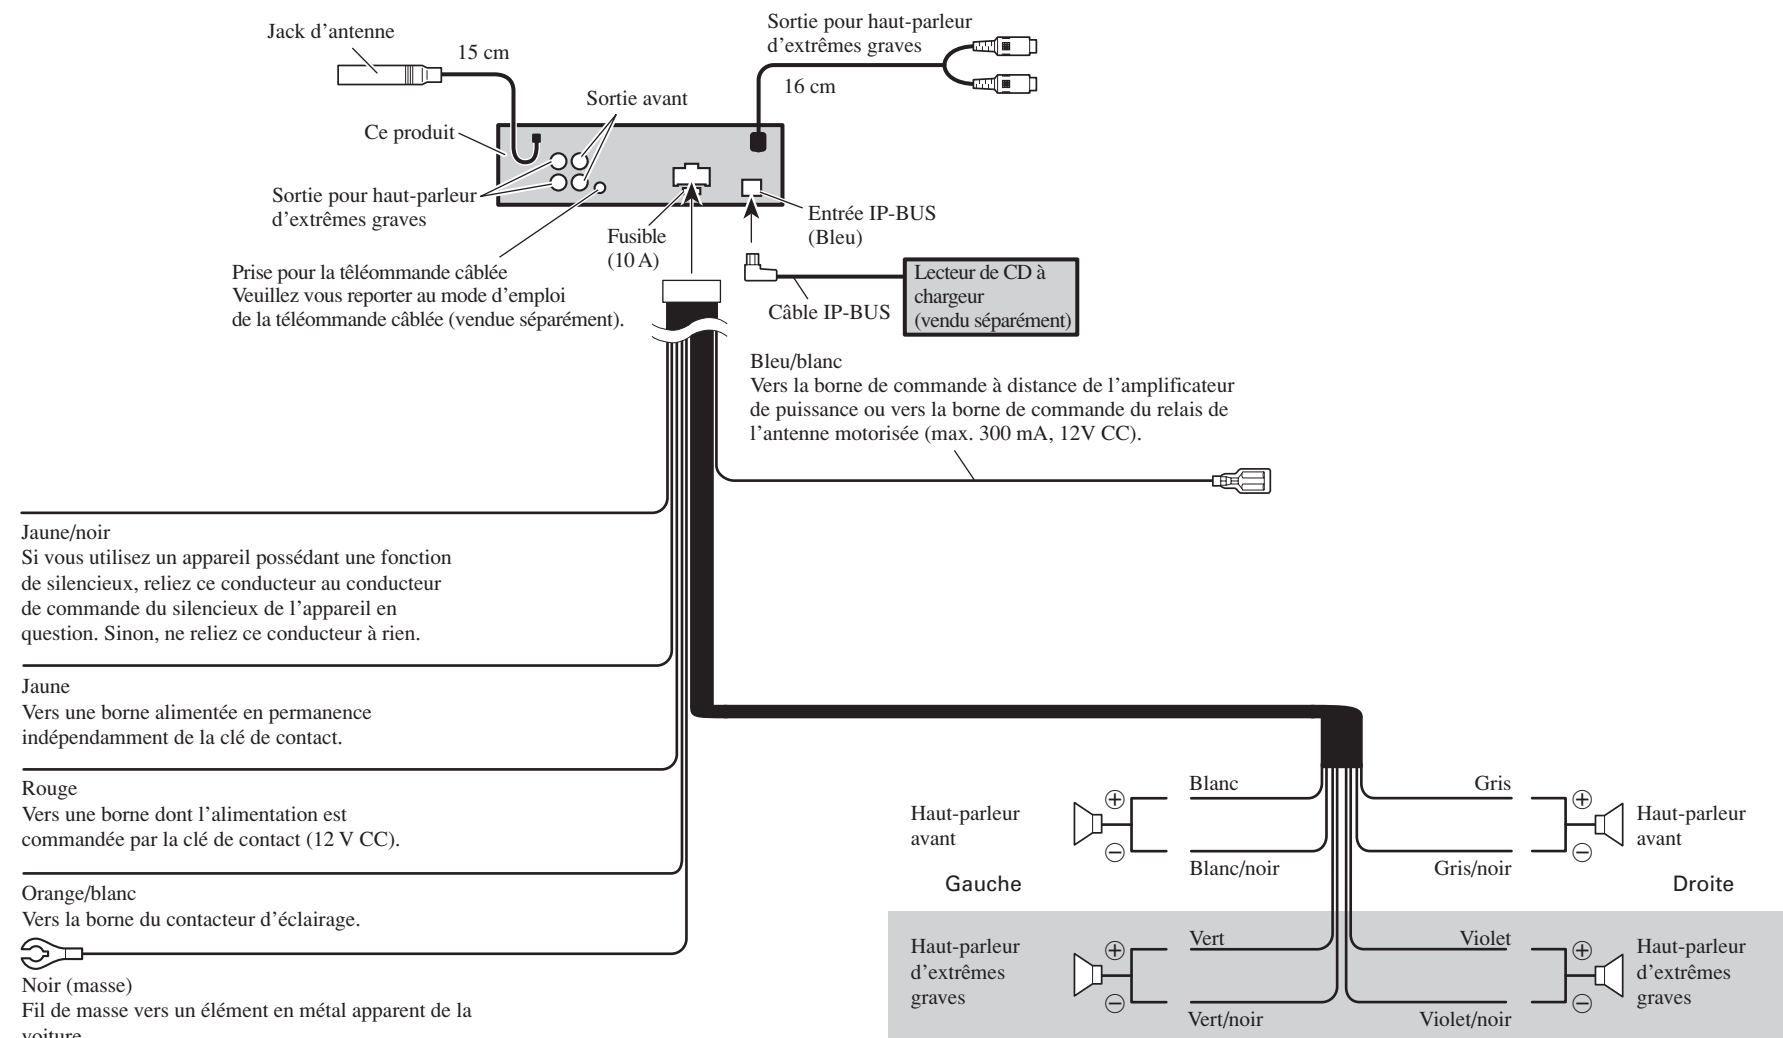 Jack d’antenne
15 cm
Sortie pour haut-parleur
d’extrêmes graves
16 cm
Sortie avant
Ce produit
Sortie pour haut-parleur
d’extrêmes graves
Fusible
(10 A)
Entrée IP-BUS
(Bleu)
Prise pour la têléommande câblée
Veuillez vous reporter au mode d’emploi
de la téléommande câblée (vendue séparément).
Câble IP-BUS
Lecteur de CD à
chargeur
(vendu séparément)
Bleu/blanc
Vers la borne de commande à distance de l’amplificateur
de puissance ou vers la borne de commande du relais de
l’antenne motorisée (max. 300 mA, 12V CC).
Jaune/noir
Si vous utilisez un appareil possédant une fonction
de silencieux, reliez ce conducteur au conducteur
de commande du silencieux de l’appareil en
question. Sinon, ne reliez ce conducteur à rien.
Jaune
Vers une borne alimentée en permanence
indépendamment de la clé de contact.
Rouge
Vers une borne dont l’alimentation est
commandée par la clé de contact (12 V CC).
Orange/blanc
Vers la borne du contacteur d’éclairage.
Noir (masse)
Fil de masse vers un élément en métal apparent de la
voiture.
Haut-parleur
avant
Gauche
Blanc
Blanc/noir
Gris
Gris/noir
Haut-parleur
avant
Droite
Haut-parleur
d’extrêmes
graves
Vert
Vert/noir
Violet
Violet/noir
Haut-parleur
d’extrêmes
graves